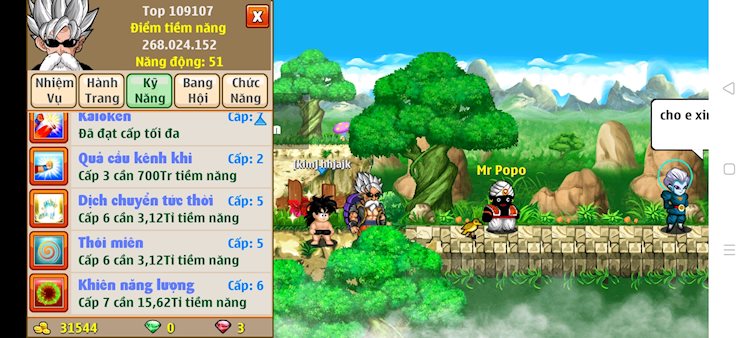 Top 109107
Điểm tiềm năng
268.024.152
Năng động: 51
X
Nhiệm Vụ
Hành Trang
Kỹ Năng
Bang Hội
Chức Năng
Kaioken Cấp:
Đã đạt cấp tối đa
Quả cầu kênh khi Cấp: 2
Cấp 3 cần 700Tr tiềm năng
Dịch chuyển tức thời Cấp: 5
Cấp 6 cần 3,12Tỉ tiềm năng
Thôi miên Cấp: 5
Cấp 6 cần 3,12Tỉ tiềm năng
Khiên năng lượng Cấp: 6
Cấp 7 cần 15,62Tỉ tiềm năng
31544 0 3
Mr Popo
cho e xin